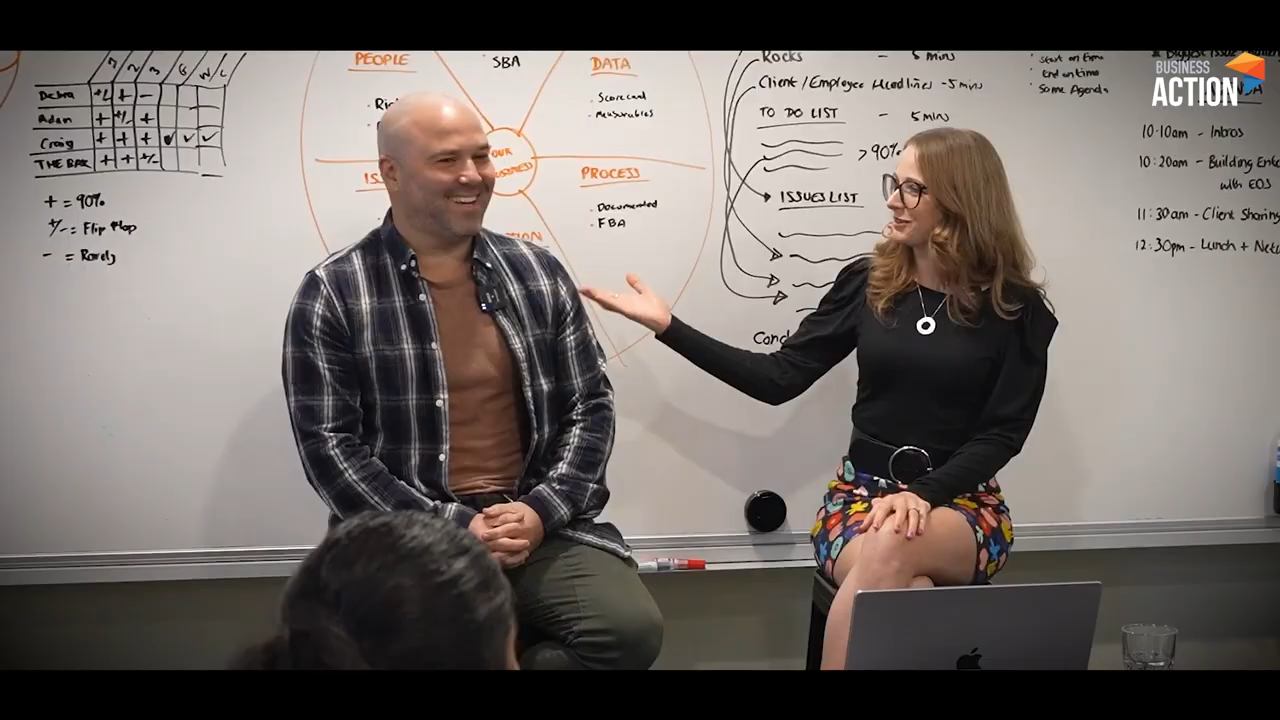 BUSINESS
ACTION
Debra
Adan
Craig
THE BAR
+ = 90%
+/- = Flip Flop
- = Rarely
PEOPLE
SBA
DATA
• Scorecard
• Measurables
PROCESS
• Documented
• FBA
OUR
BUSINESS
Rocks - 5 mins
Client / Employee Headlines - 5 mins
TO DO LIST - 5 MINS
>90%
ISSUES LIST
• Start on time
• End on time
• Same Agenda
10:10am - Intros
10:20am - Building
with EOS
11:30am - Client Sharing
12:30pm - Lunch +